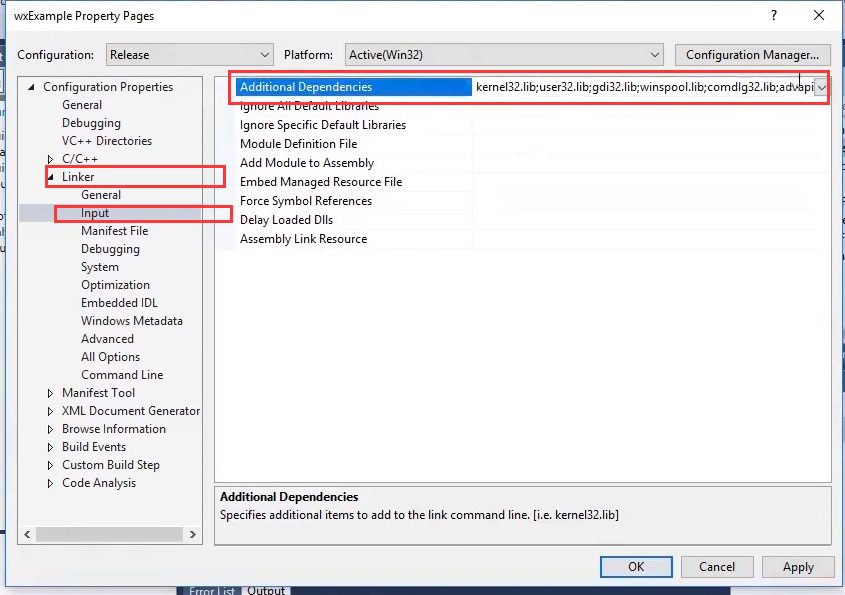 wxExample Property Pages
?
Configuration: Release Platform: Active(Win32) Configuration Manager...
Configuration Properties
General
Debugging
VC++ Directories
C/C++
Linker
General
Input
Manifest File
Debugging
System
Optimization
Embedded IDL
Windows Metadata
Advanced
All Options
Command Line
Manifest Tool
XML Document Generator
Browse Information
Build Events
Custom Build Step
Code Analysis
Additional Dependencies kernel32.lib;user32.lib;gdi32.lib;winspool.lib;comdlg32.lib;advapi
Ignore All Default Libraries
Ignore Specific Default Libraries
Module Definition File
Add Module to Assembly
Embed Managed Resource File
Force Symbol References
Delay Loaded Dlls
Assembly Link Resource
Additional Dependencies
Specifies additional items to add to the link command line. [i.e. kernel32.lib]
OK Cancel Apply
Error List Output